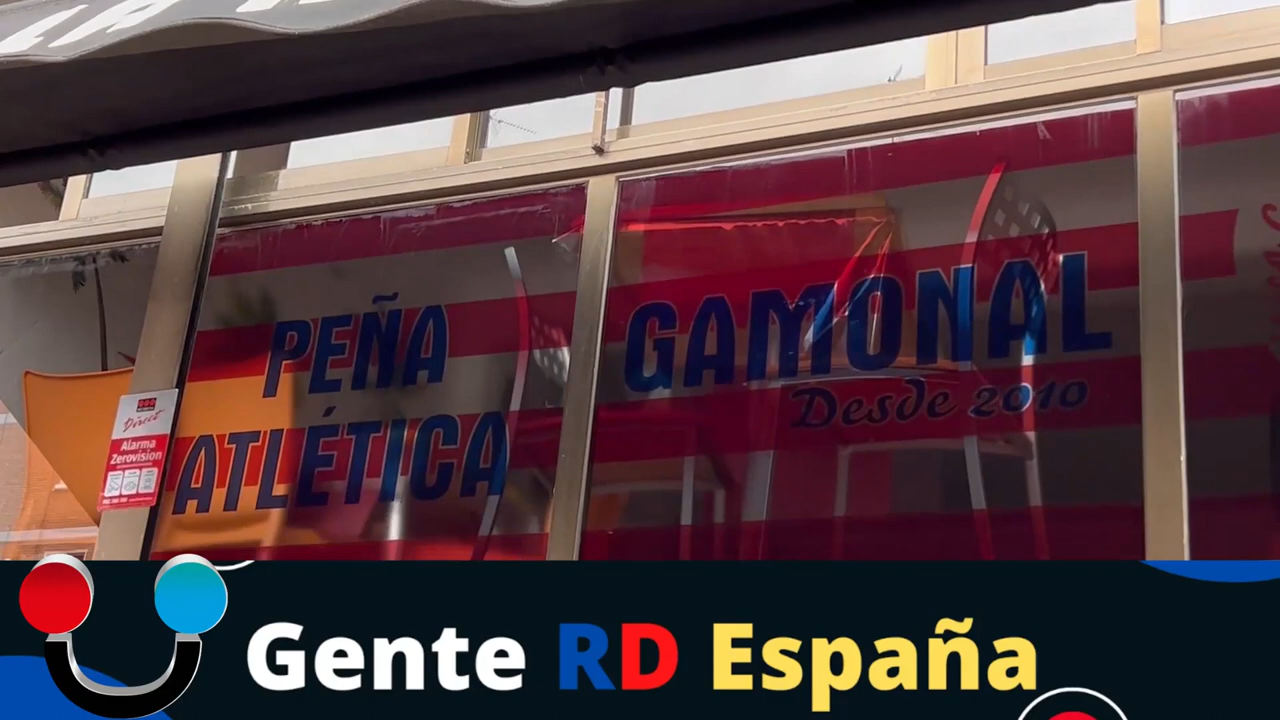 PEÑA
ATLÉTICA
GAMONAL
Desde 2010
Direct
Alarma
Zerovision
Gente RD España